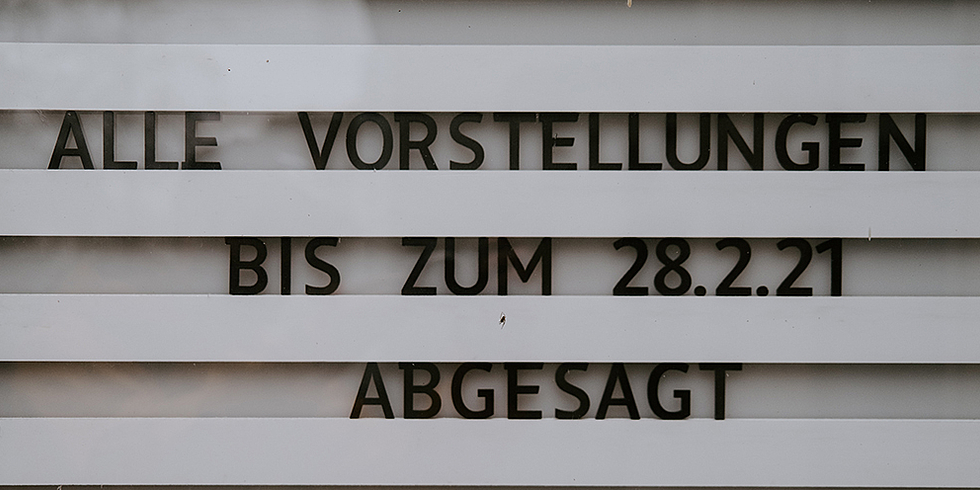 ALLE VORSTELLUNGEN
BIS ZUM 28.2.21
ABGESAGT